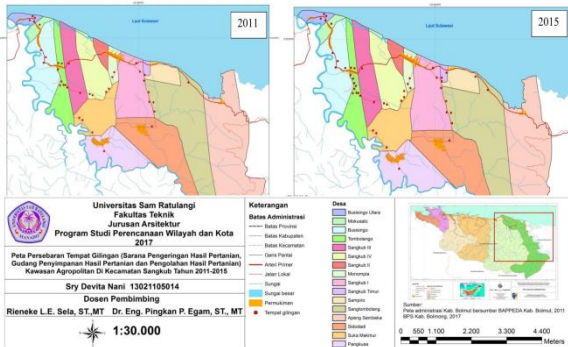 2011
2015
Laut Sulawesi
Laut Sulawesi
Universitas Sam Ratulangi
Fakultas Teknik
Jurusan Arsitektur
Program Studi Perencanaan Wilayah dan Kota
2017
Peta Persebaran Tempat Gilingan (Sarana Pengeringan Hasil Pertanian,
Gudang Penyimpanan Hasil Pertanian dan Pengolahan Hasil Pertanian)
Kawasan Agropolitan Di Kecamatan Sangkub Tahun 2011-2015
Sry Devita Nani 13021105014
Dosen Pembimbing
Rieneke L.E. Sela, ST.,MT Dr. Eng. Pingkan P. Egam, ST., MT
1:30.000
Keterangan
Batas Administrasi
Batas Provinsi
Batas Kabupaten
Batas Kecamatan
Garis Pantai
Arteri Primer
Jalan Lokal
Sungai
Sungai besar
Permukiman
Tempat gilingan
Desa
Busisingo Utara
Mokusato
Busisingo
Tombolango
Sangkub III
Sangkub IV
Sangkub II
Monompia
Sangkub I
Sangkub Timur
Sampiro
Sangtombolang
Apeng Sembeka
Sidodadi
Suka Makmur
Pangkusa
Sumber:
Peta administrasi Kab. Bolmut bersumber BAPPEDA Kab. Bolmut, 2011
BPS Kab. Bolmong, 2017
0 550 1.100 2.200 3.300 4.400
Meters